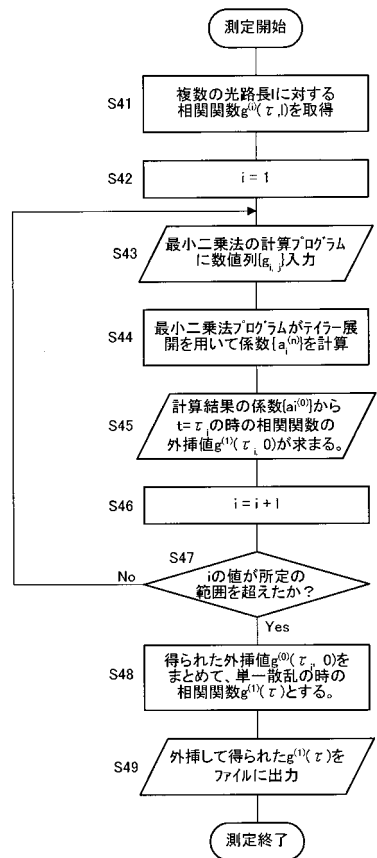 測定開始
S41
複数の光路長lに対する
相関関数g(i)(τ,l)を取得
S42
i = 1
S43
最小二乗法の計算プログラム
に数値列{gi, j}入力
S44
最小二乗法プログラムがテイラー展
開を用いて係数{ai(n)}を計算
S45
計算結果の係数{ai(0)}から
t=τjの時の相関関数の
外挿値g(1)(τi, 0)が求まる。
S46
i = i + 1
S47
iの値が所定の
範囲を超えたか?
No
Yes
S48
得られた外挿値g(0)(τi, 0)を
まとめて、単一散乱の時の
相関関数g(1)(τ)とする。
S49
外挿して得られたg(1)(τ)を
ファイルに出力
測定終了